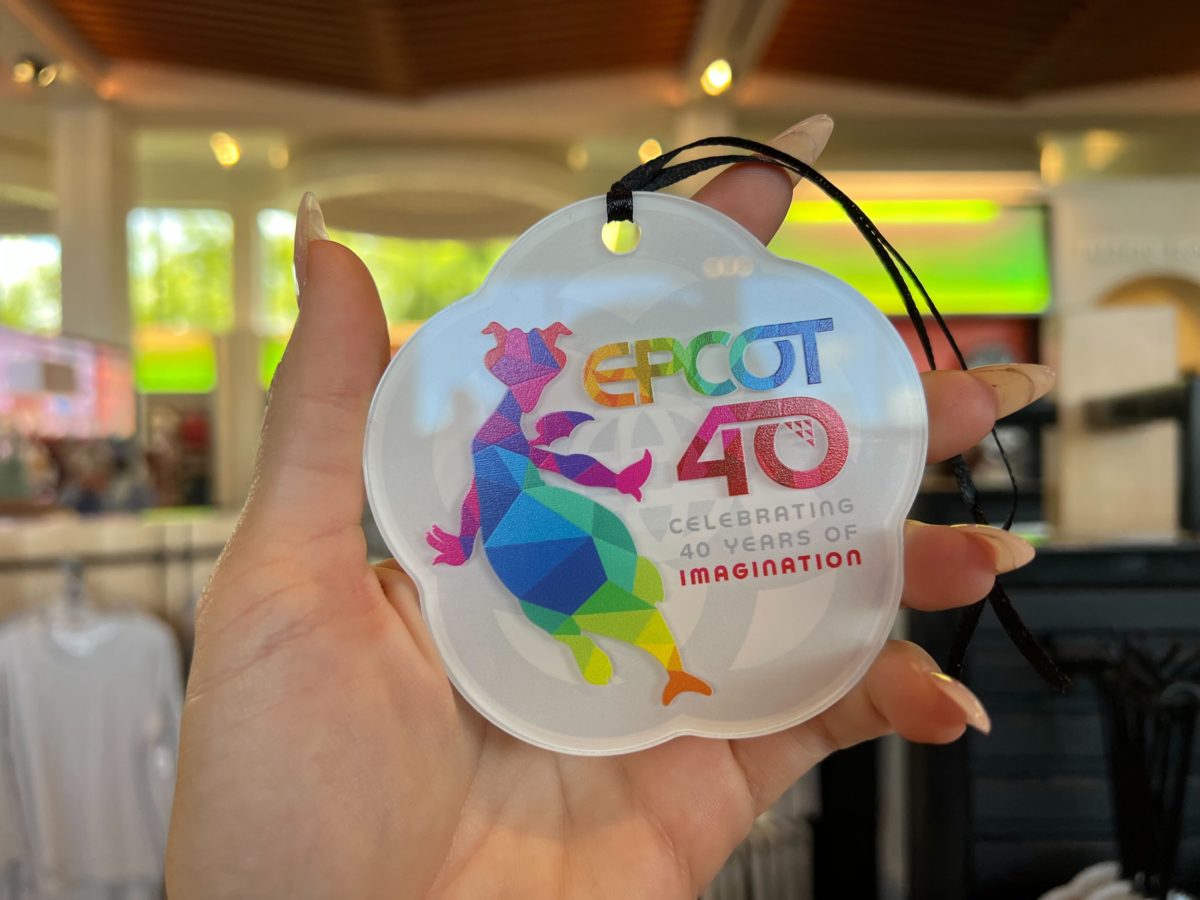 EPCOT
40
CELEBRATING
40 YEARS OF
IMAGINATION